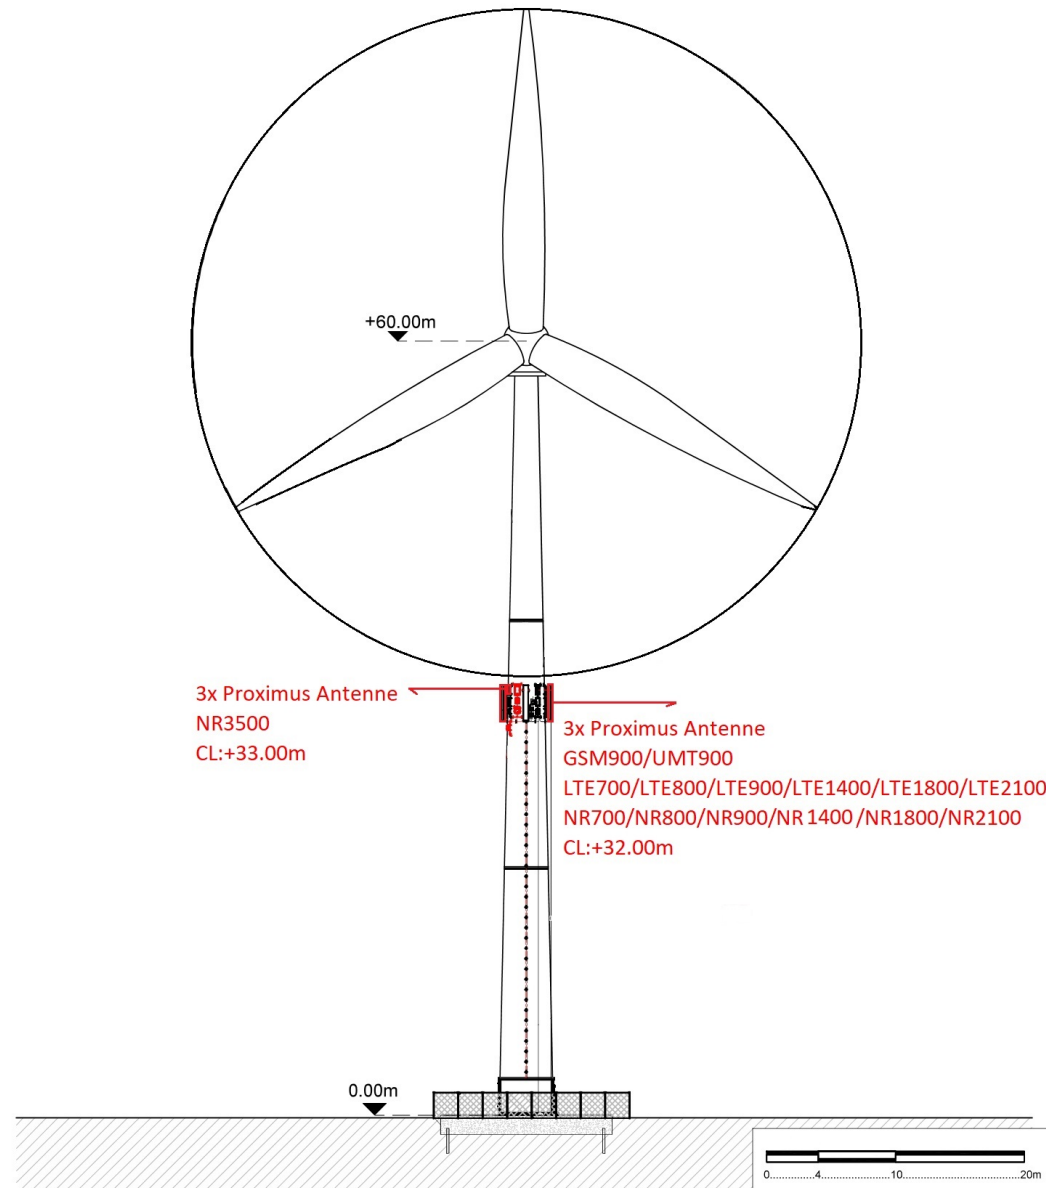 +60.00m
3x Proximus Antenne
NR3500
CL:+33.00m
3x Proximus Antenne
GSM900/UMT900
LTE700/LTE800/LTE900/LTE1400/LTE1800/LTE2100
NR700/NR800/NR900/NR 1400/NR1800/NR2100
CL:+32.00m
0.00m
0............4..................10..............................20m